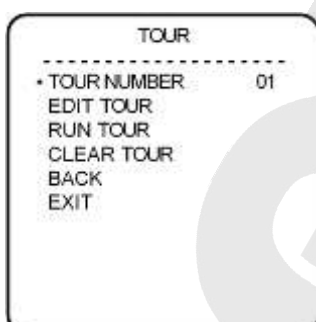 TOUR
- - - - - - - - - - - - - - - - - - - - - -
• TOUR NUMBER 01
EDIT TOUR
RUN TOUR
CLEAR TOUR
BACK
EXIT